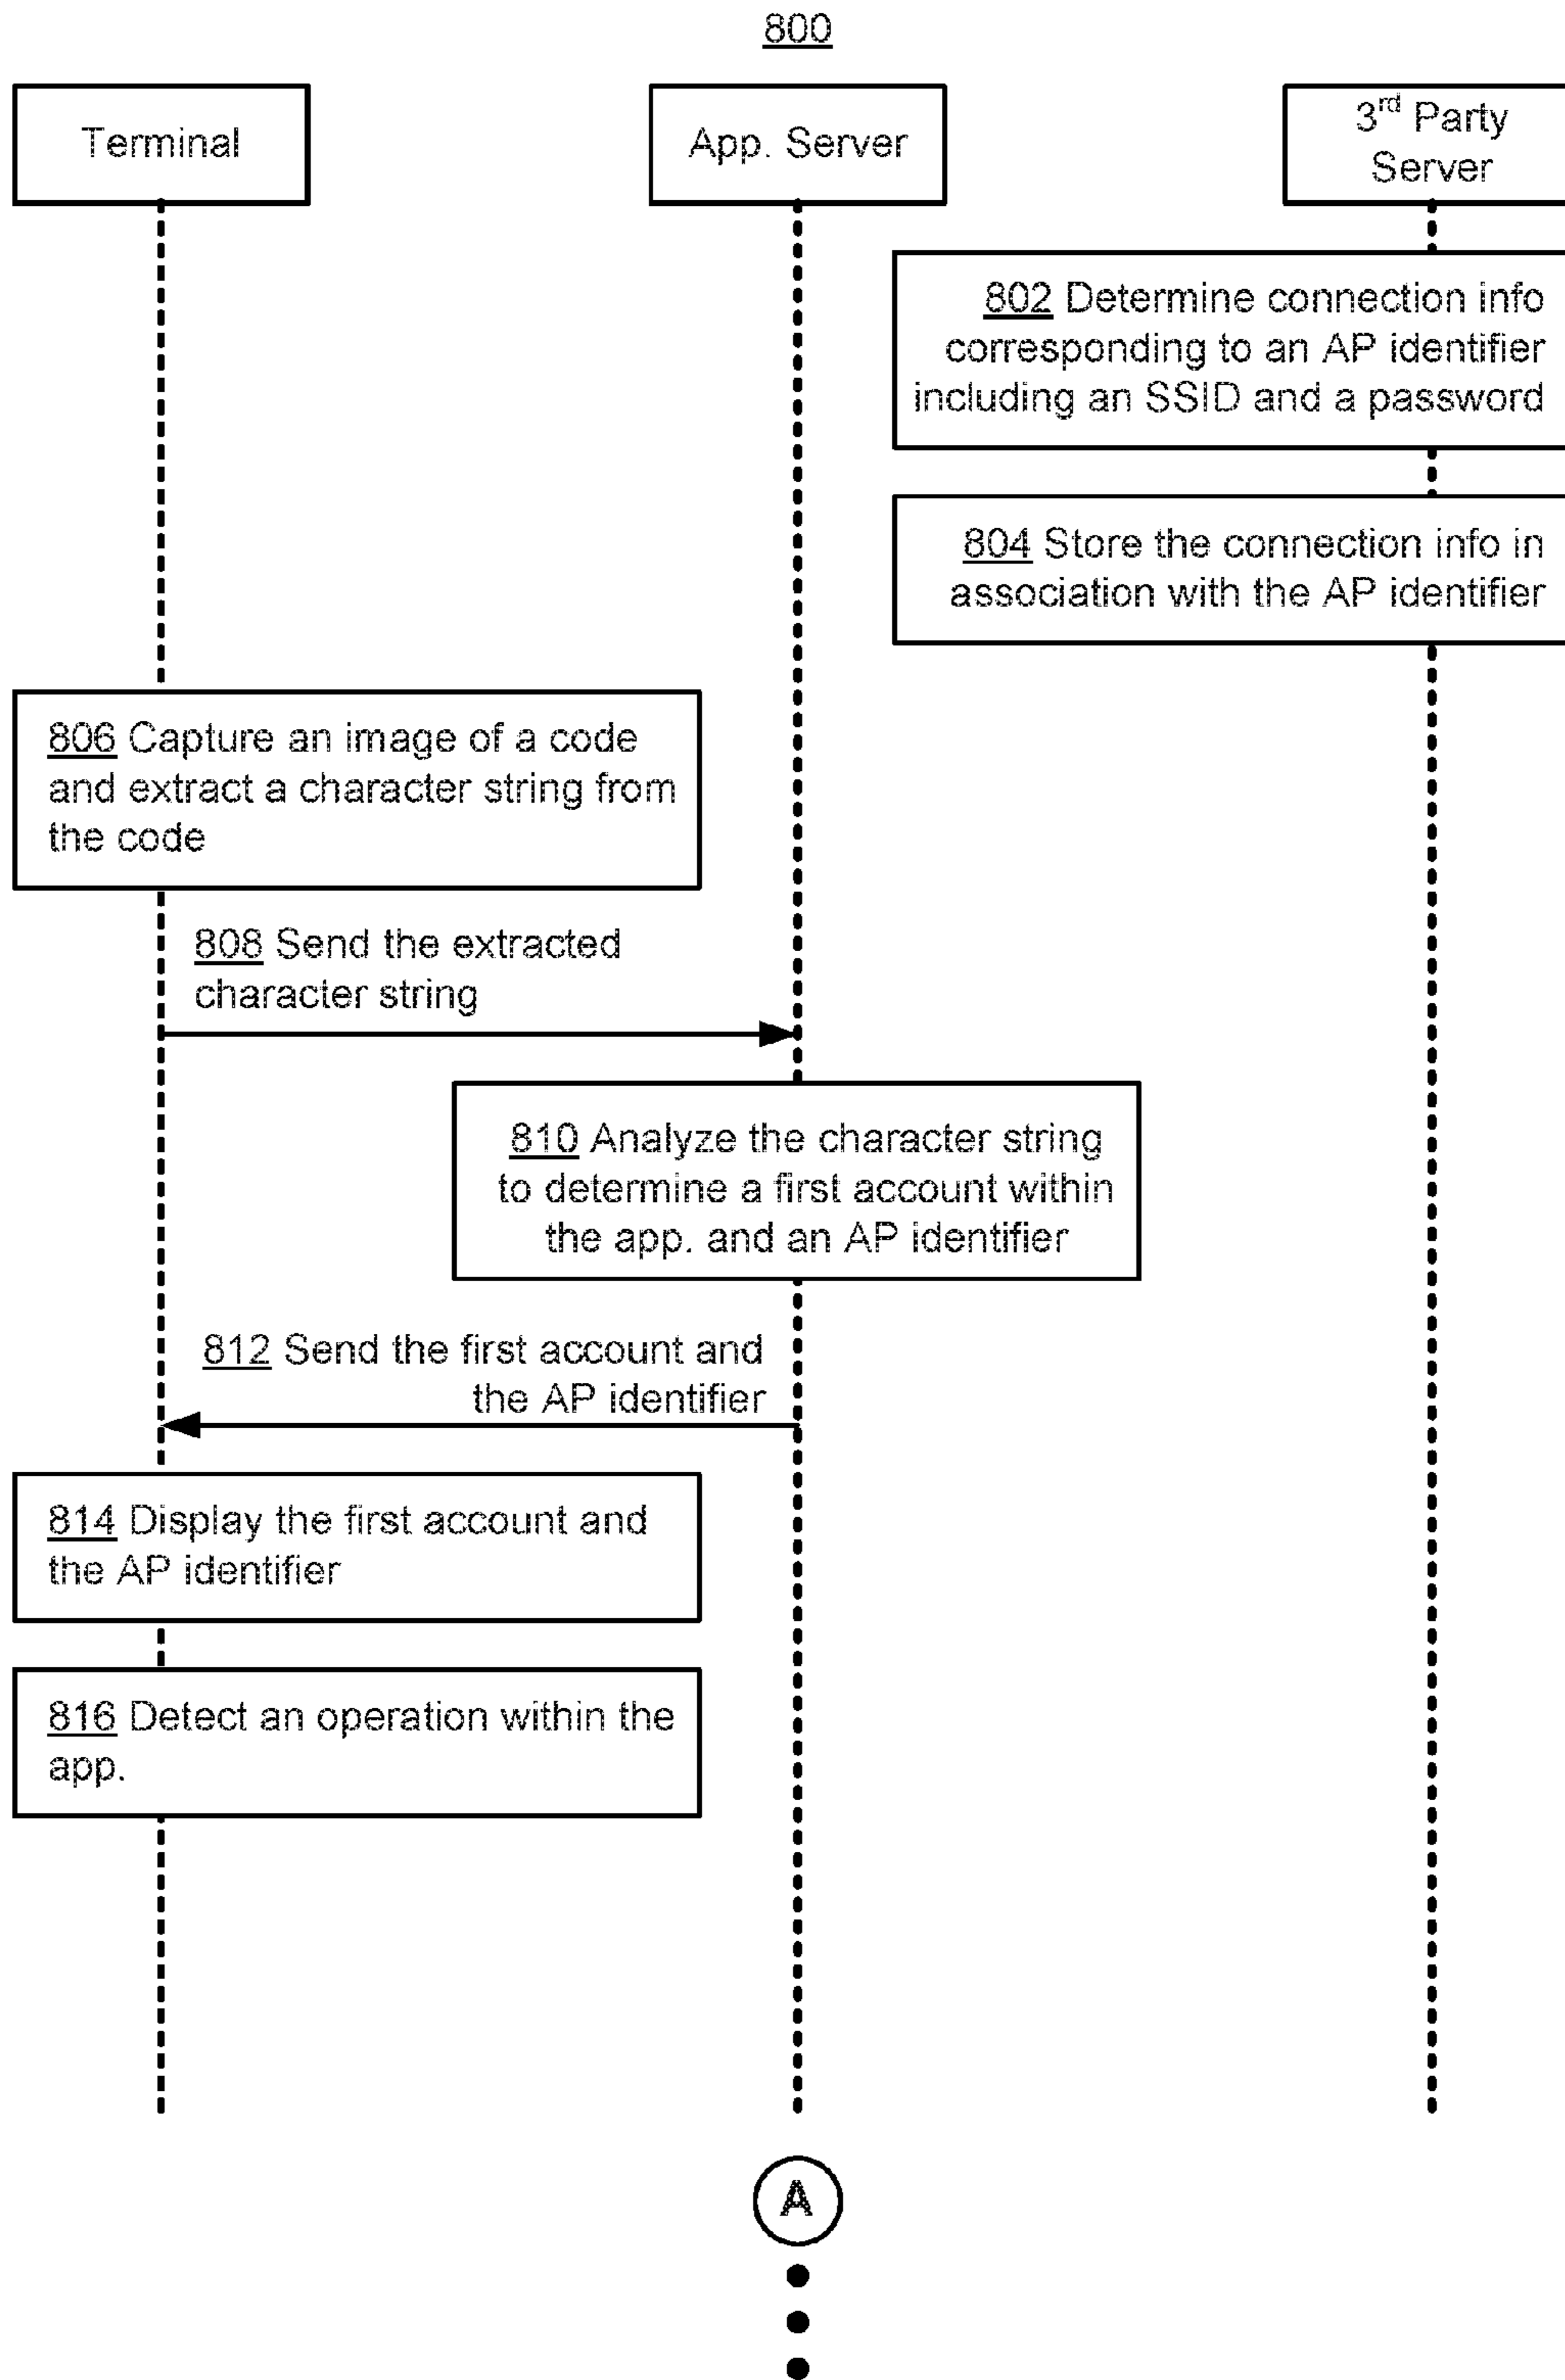 800
Terminal
App. Server
3rd Party
Server
802 Determine connection info
corresponding to an AP identifier
including an SSID and a password
804 Store the connection info in
association with the AP identifier
806 Capture an image of a code
and extract a character string from
the code
808 Send the extracted
character string
810 Analyze the character string
to determine a first account within
the app. and an AP identifier
812 Send the first account and
the AP identifier
814 Display the first account and
the AP identifier
816 Detect an operation within the
app.
A